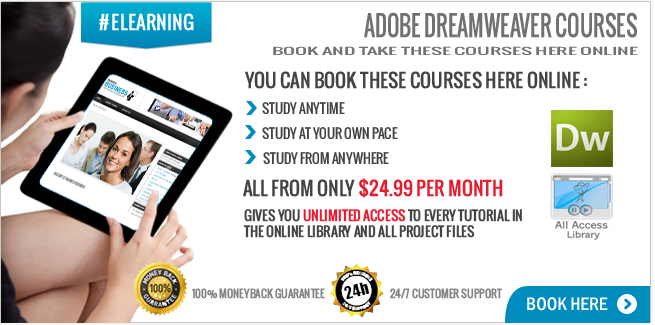 #ELEARNING
ADOBE DREAMWEAVER COURSES
BOOK AND TAKE THESE COURSES HERE ONLINE
YOU CAN BOOK THESE COURSES HERE ONLINE :
STUDY ANYTIME
STUDY AT YOUR OWN PACE
STUDY FROM ANYWHERE
ALL FROM ONLY $24.99 PER MONTH
GIVES YOU UNLIMITED ACCESS TO EVERY TUTORIAL IN
THE ONLINE LIBRARY AND ALL PROJECT FILES
Dw
All Access
Library
BUSINESS
MONEY BACK
100%
GUARANTEE
100% MONEYBACK GUARANTEE
24h
24/7 CUSTOMER SUPPORT
BOOK HERE